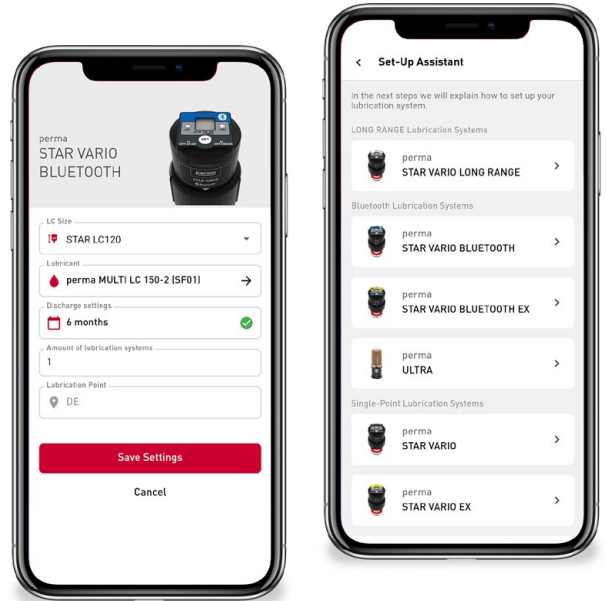 perma
STAR VARIO
BLUETOOTH
LC Size
STAR LC120
Lubricant
perma MULTI LC 150-2 (SF01)
Discharge settings
6 months
Amount of lubrication systems
1
Lubrication Point
DE
Save Settings
Cancel
Set-Up Assistant
In the next steps we will explain how to set up your
lubrication system.
LONG RANGE Lubrication Systems
perma
STAR VARIO LONG RANGE
Bluetooth Lubrication Systems
perma
STAR VARIO BLUETOOTH
perma
STAR VARIO BLUETOOTH EX
perma
ULTRA
Single-Point Lubrication Systems
perma
STAR VARIO
perma
STAR VARIO EX